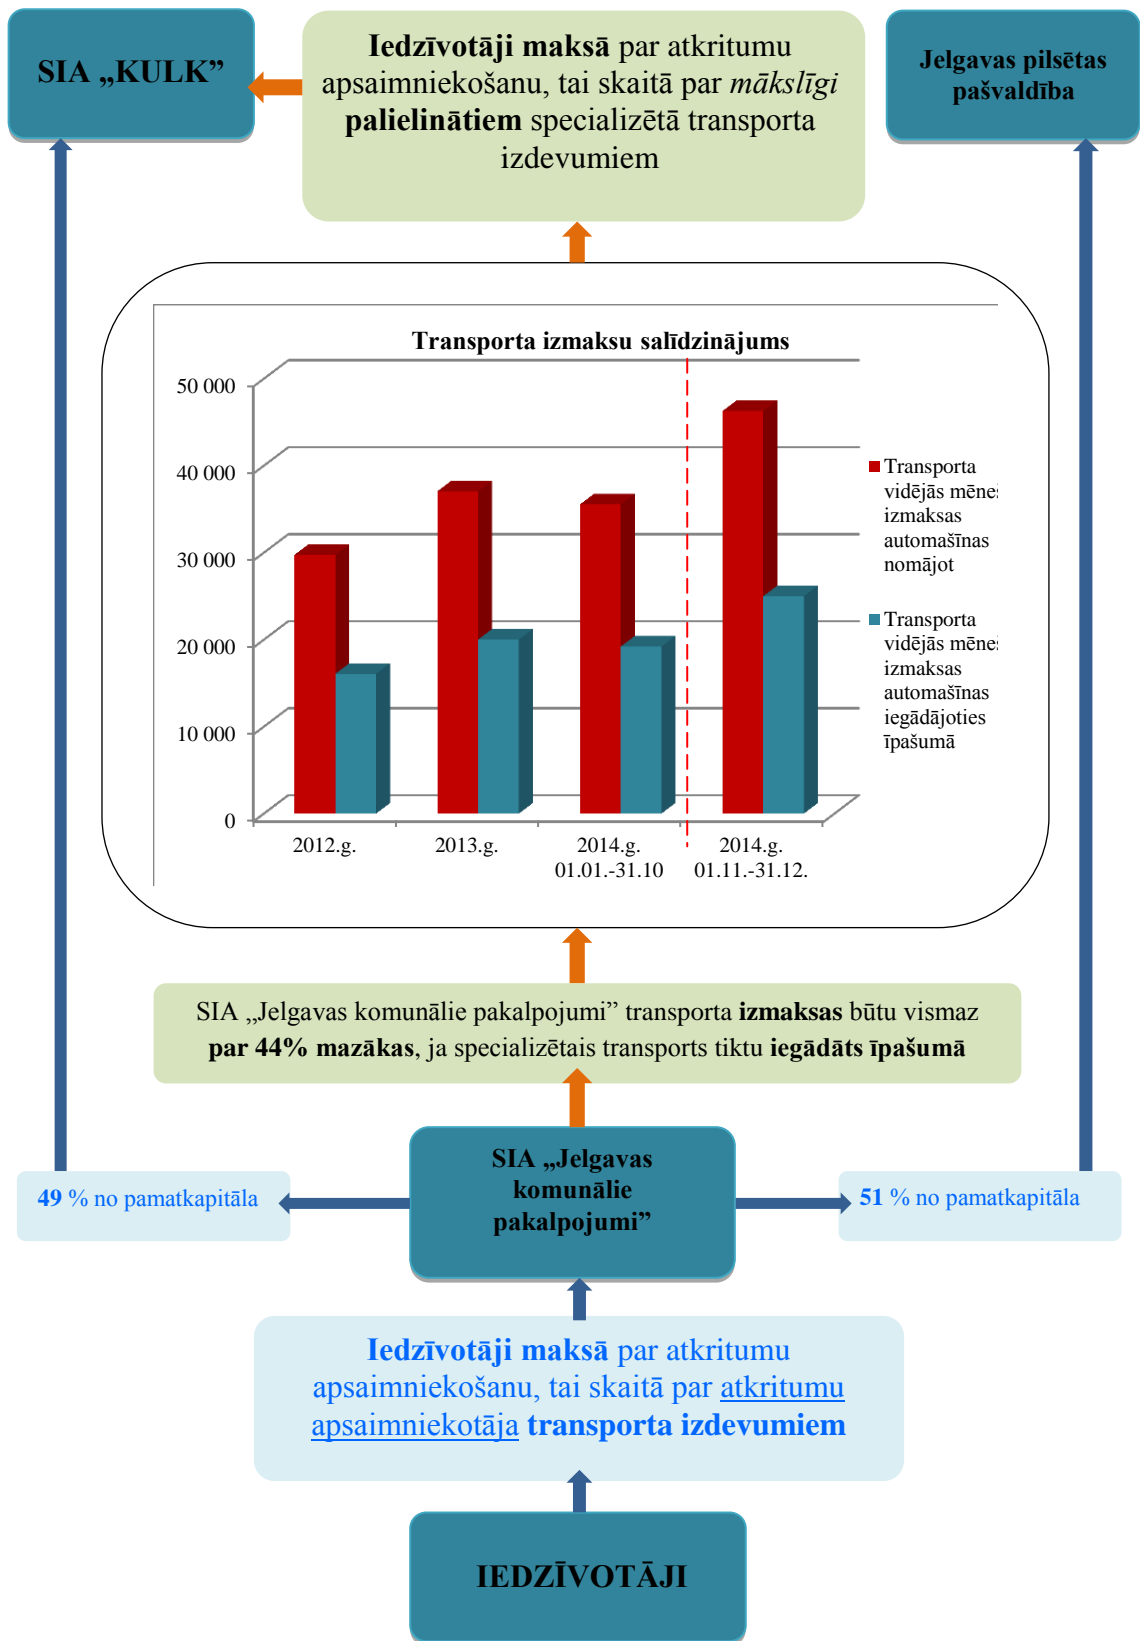 SIA „KULK”
Iedzīvotāji maksā par atkritumu
apsaimniekošanu, tai skaitā par mākslīgi
palielinātiem specializētā transporta
izdevumiem
Jelgavas pilsētas
pašvaldība
Transporta izmaksu salīdzinājums
50 000
40 000
30 000
20 000
10 000
0
2012.g.
2013.g.
2014.g.
01.01.-31.10
2014.g.
01.11.-31.12.
Transporta
vidējās mēneš
izmaksas
automašīnas
nomājot
Transporta
vidējās mēneš
izmaksas
automašīnas
iegādājoties
īpašumā
SIA „Jelgavas komunālie pakalpojumi” transporta izmaksas būtu vismaz
par 44% mazākas, ja specializētais transports tiktu iegādāts īpašumā
SIA „Jelgavas
komunālie
pakalpojumi”
49 % no pamatkapitāla
51 % no pamatkapitāla
Iedzīvotāji maksā par atkritumu
apsaimniekošanu, tai skaitā par atkritumu
apsaimniekotāja transporta izdevumiem
IEDZĪVOTĀJI